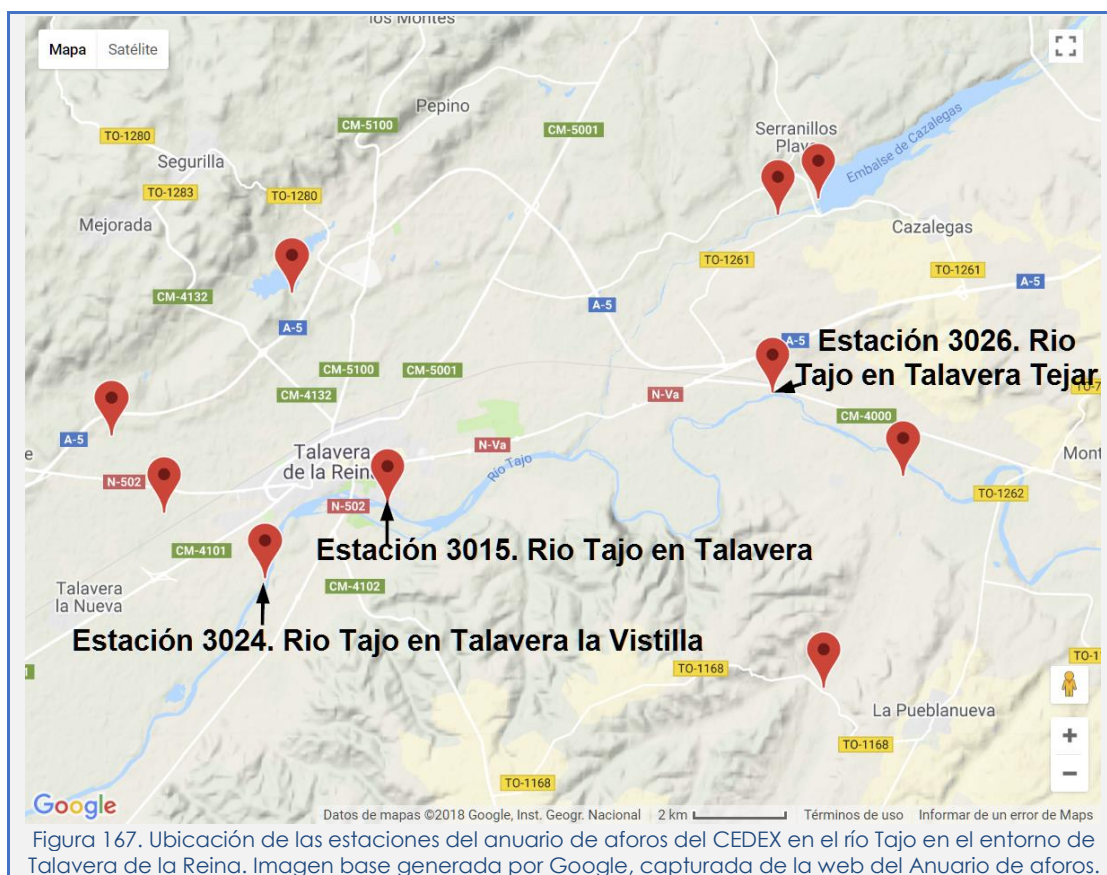 los Montes
Mapa Satélite
Pepino
TO-1280
CM-5100
CM-5001
Serranillos
Playa
Segurilla
Embalse de Cazalegas
TO-1283
TO-1280
Mejorada
Cazalegas
TO-1261
TO-1261
CM-4132
A-5
A-5
A-5
A-5
Estación 3026. Rio
Tajo en Talavera Tejar
CM-5100
CM-5001
CM-4132
N-Va
TO-7
CM-4000
A-5
Talavera
de la Reina
N-Va
Rio Tajo
Mont
N-502
TO-1262
N-502
CM-4101
Estación 3015. Rio Tajo en Talavera
Talavera
la Nueva
CM-4102
Estación 3024. Rio Tajo en Talavera la Vistilla
TO-1168
TO-1
La Pueblanueva
TO-1168
TO-1168
Google
Datos de mapas ©2018 Google, Inst. Geogr. Nacional 2 km Términos de uso Informar de un error de Maps
Figura 167. Ubicación de las estaciones del anuario de aforos del CEDEX en el río Tajo en el entorno de
Talavera de la Reina. Imagen base generada por Google, capturada de la web del Anuario de aforos.